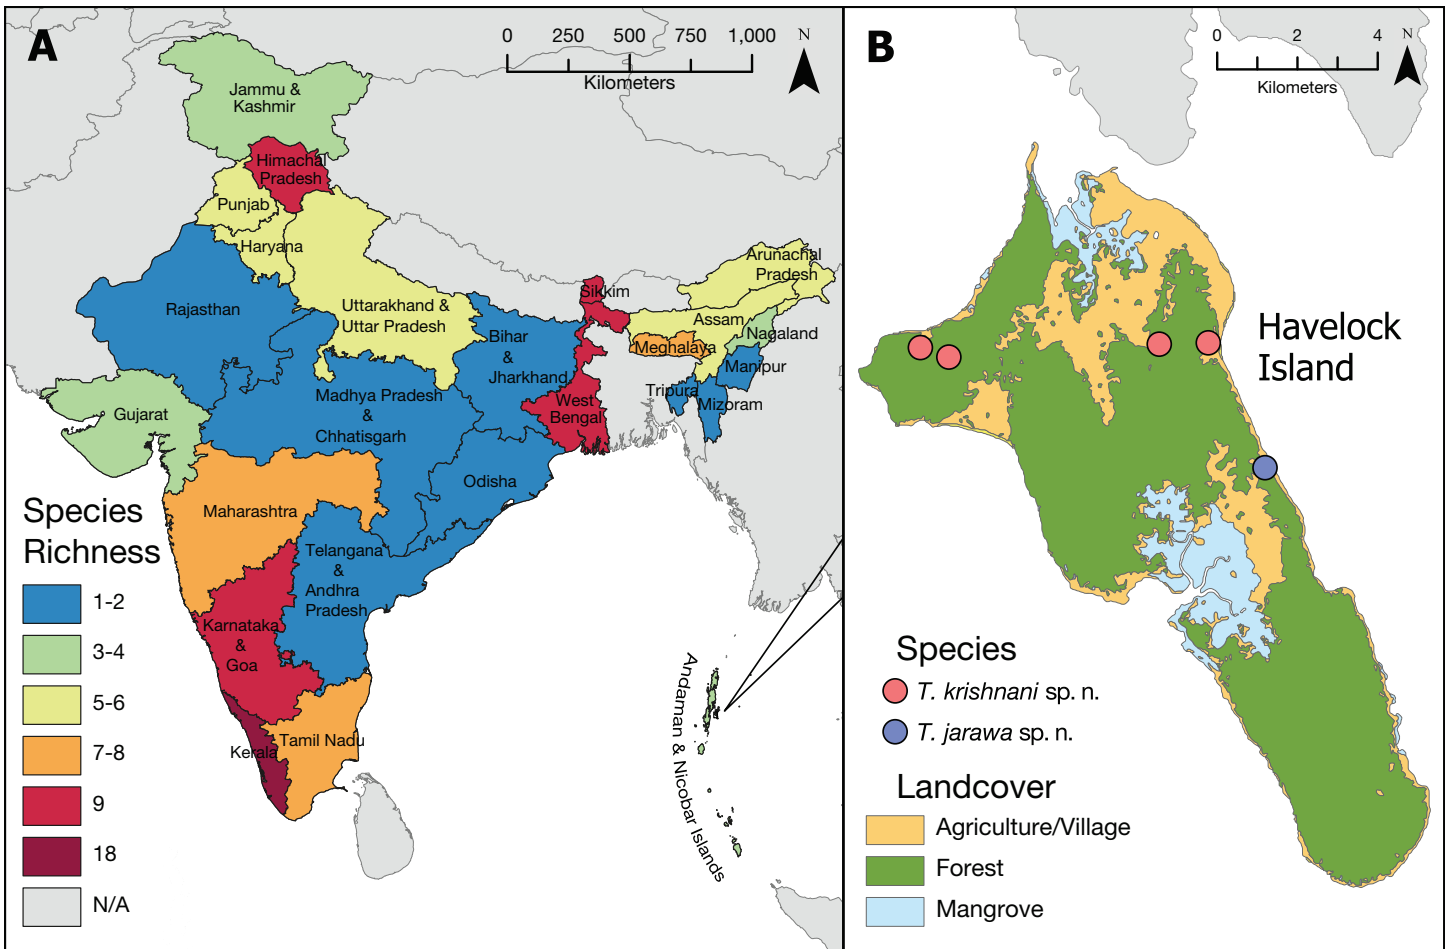 A
0 250 500 750 1,000
Kilometers
N
Jammu &
Kashmir
Himachal
Pradesh
Punjab
Haryana
Rajasthan
Uttarakhand &
Uttar Pradesh
Sikkim
Arunachal
Pradesh
Assam
Nagaland
Meghalaya
Manipur
Tripura
Mizoram
Bihar
&
Jharkhand
West
Bengal
Gujarat
Madhya Pradesh
&
Chhatisgarh
Odisha
Maharashtra
Telangana
&
Andhra
Pradesh
Karnataka
&
Goa
Kerala
Tamil Nadu
Andaman & Nicobar Islands
Species
Richness
1-2
3-4
5-6
7-8
9
18
N/A
B
0 2 4
Kilometers
N
Havelock
Island
Species
T. krishnani sp. n.
T. jarawa sp. n.
Landcover
Agriculture/Village
Forest
Mangrove